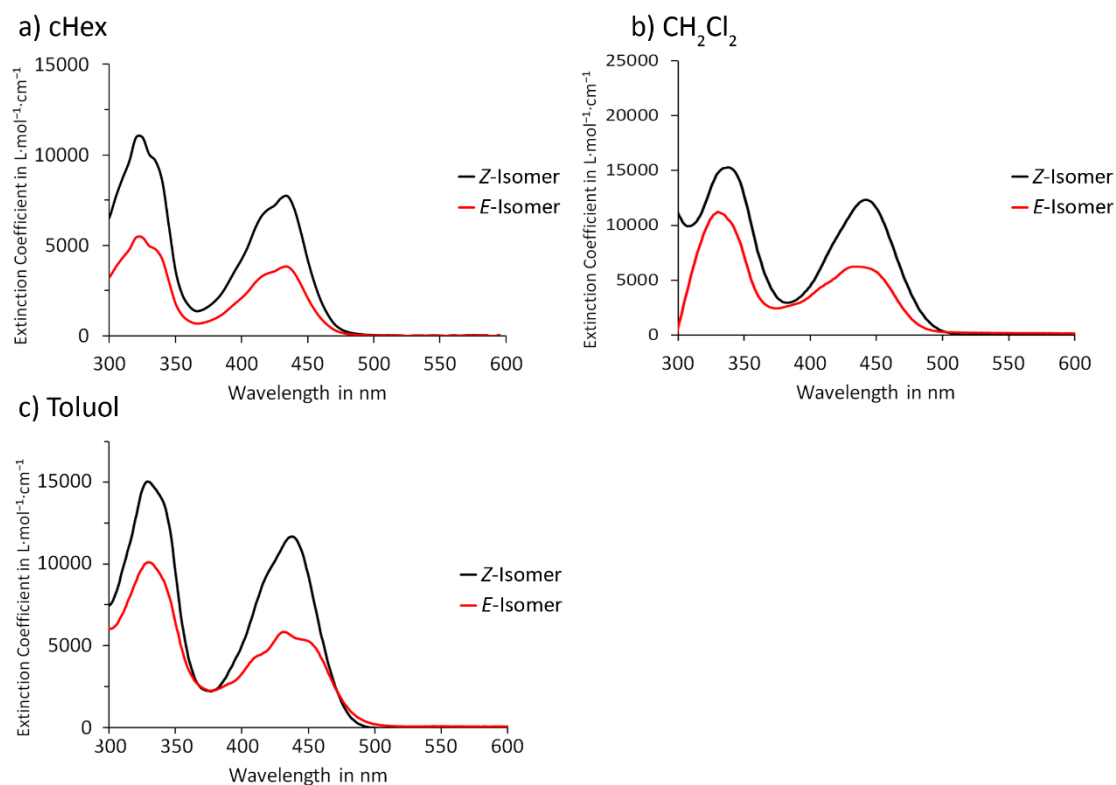 a) cHex
Extinction Coefficient in L·mol⁻¹·cm⁻¹
15000
10000
5000
0
300 350 400 450 500 550 600
Wavelength in nm
Z-Isomer
E-Isomer
b) CH₂Cl₂
Extinction Coefficient in L·mol⁻¹·cm⁻¹
25000
20000
15000
10000
5000
0
300 350 400 450 500 550 600
Wavelength in nm
Z-Isomer
E-Isomer
c) Toluol
Extinction Coefficient in L·mol⁻¹·cm⁻¹
15000
10000
5000
0
300 350 400 450 500 550 600
Wavelength in nm
Z-Isomer
E-Isomer